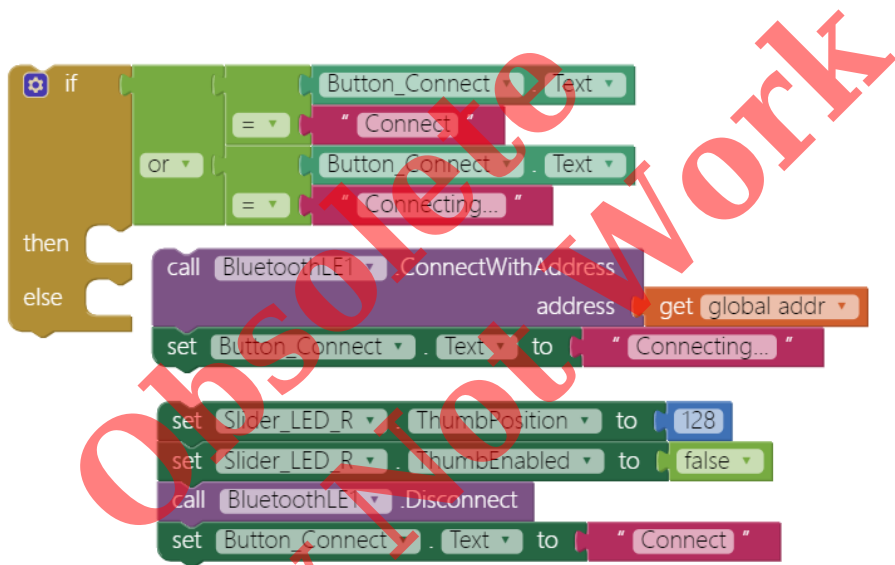 if Button_Connect . Text
= " Connect "
or Button_Connect . Text
= " Connecting... "
then
call BluetoothLE1 .ConnectWithAddress
else
address get global addr
set Button_Connect . Text to " Connecting... "
set Slider_LED_R . ThumbPosition to 128
set Slider_LED_R . ThumbEnabled to false
call BluetoothLE1 .Disconnect
set Button_Connect . Text to " Connect "
Obsolete
Not Work